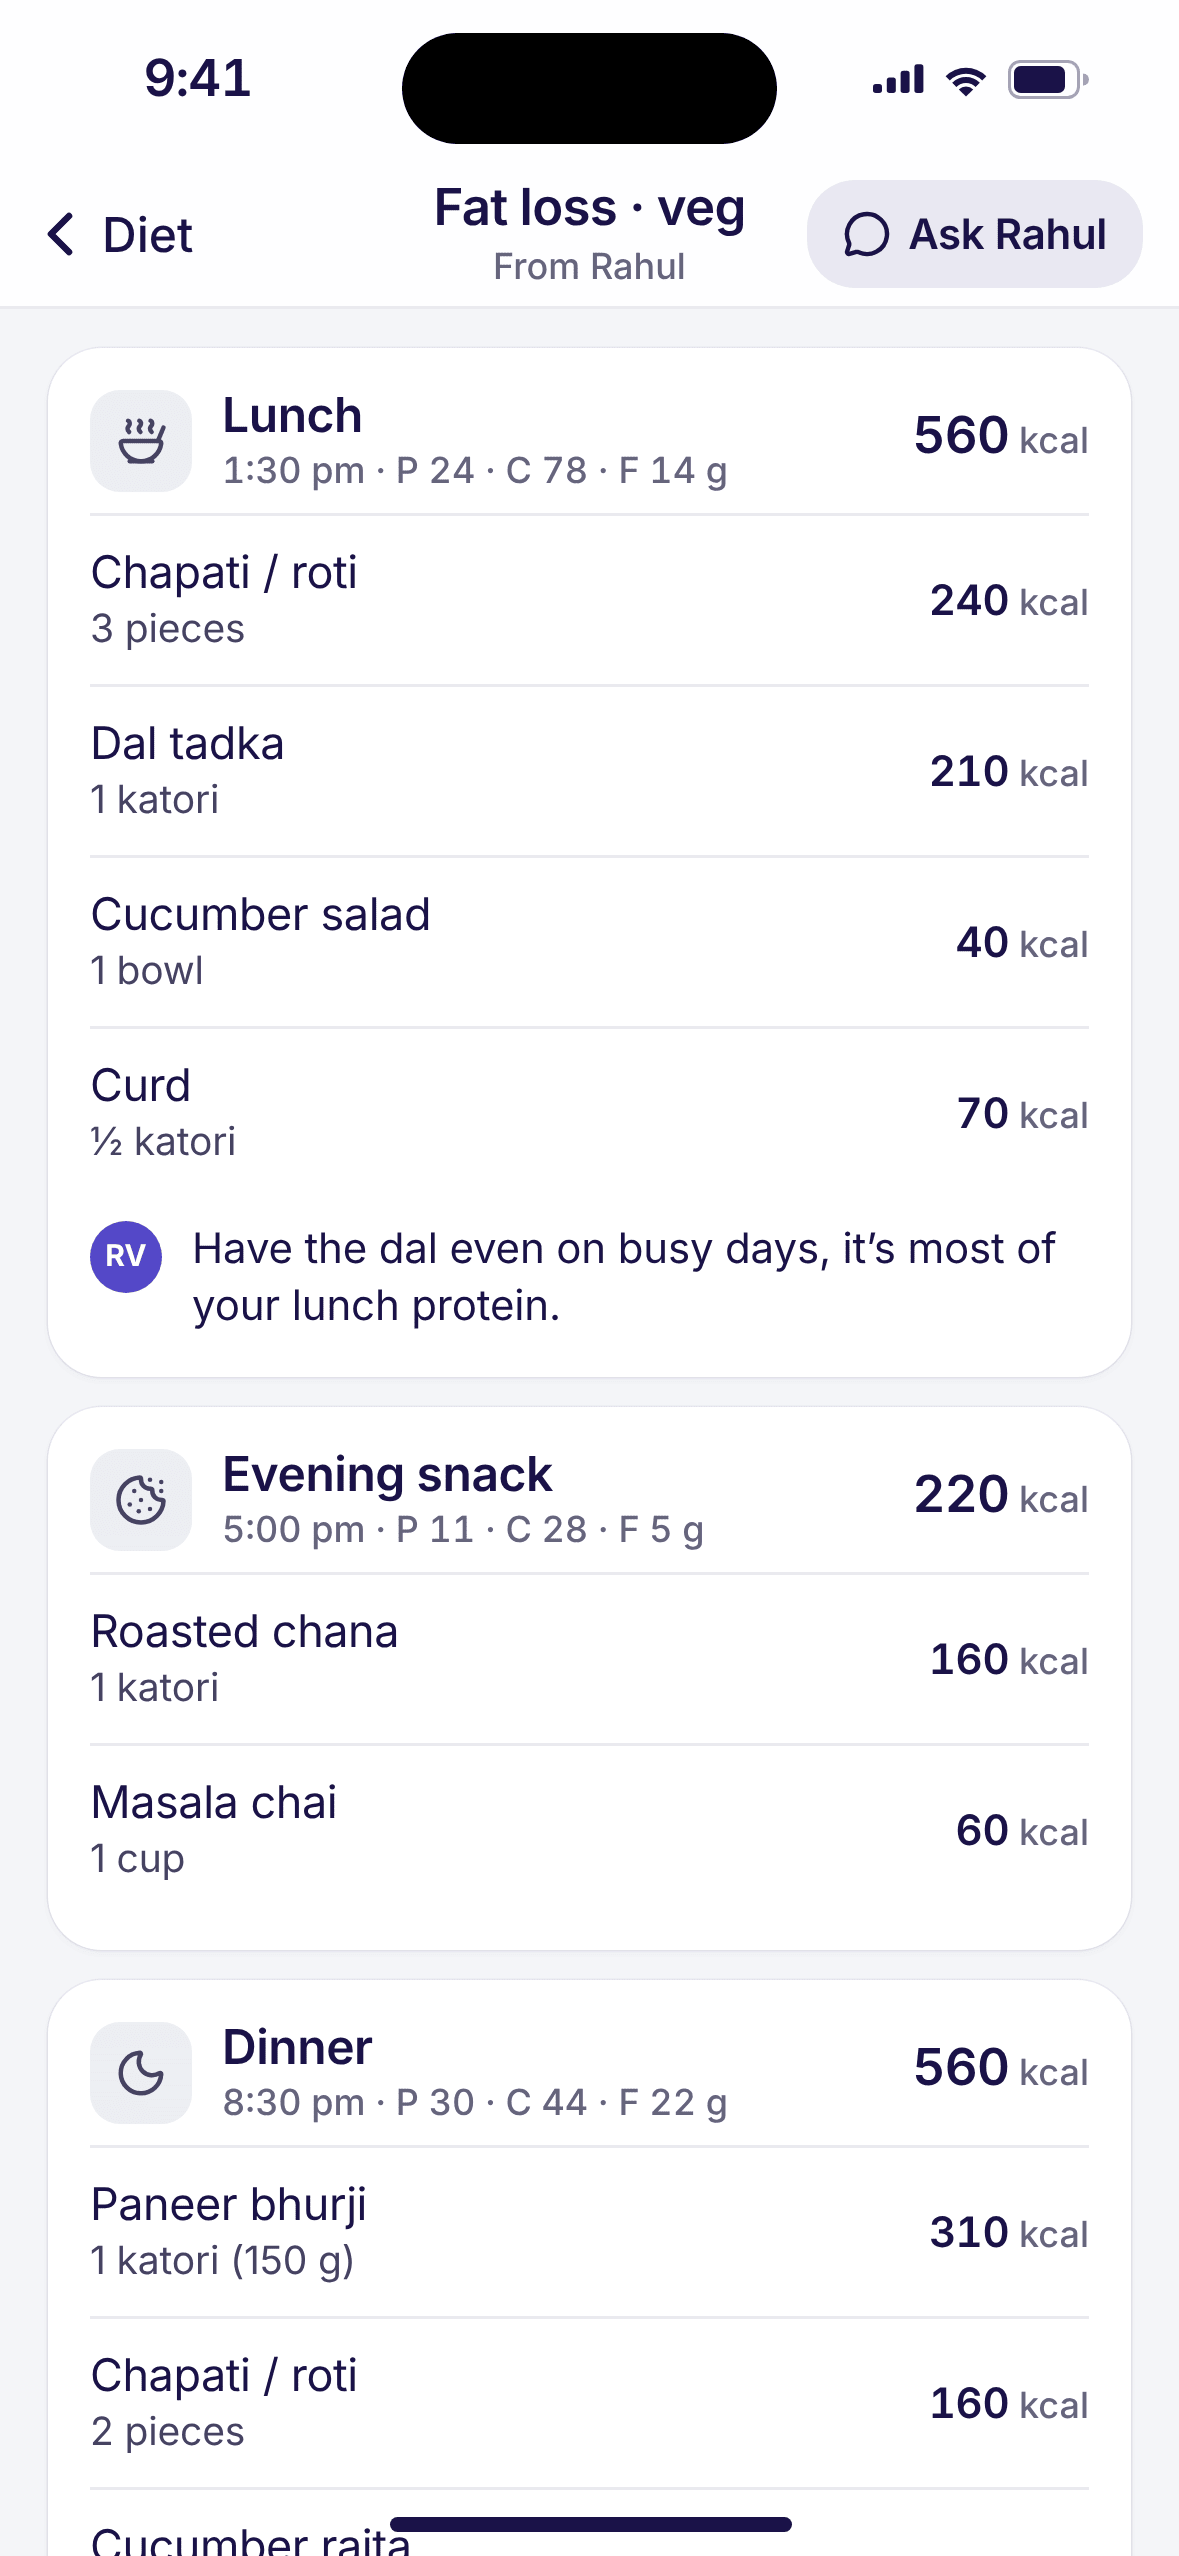 9:41
Diet
Fat loss · veg
From Rahul
Ask Rahul
Lunch
1:30 pm · P 24 · C 78 · F 14 g
560 kcal
Chapati / roti
3 pieces
240 kcal
Dal tadka
1 katori
210 kcal
Cucumber salad
1 bowl
40 kcal
Curd
½ katori
70 kcal
RV
Have the dal even on busy days, it’s most of
your lunch protein.
Evening snack
5:00 pm · P 11 · C 28 · F 5 g
220 kcal
Roasted chana
1 katori
160 kcal
Masala chai
1 cup
60 kcal
Dinner
8:30 pm · P 30 · C 44 · F 22 g
560 kcal
Paneer bhurji
1 katori (150 g)
310 kcal
Chapati / roti
2 pieces
160 kcal
Cucumber raita